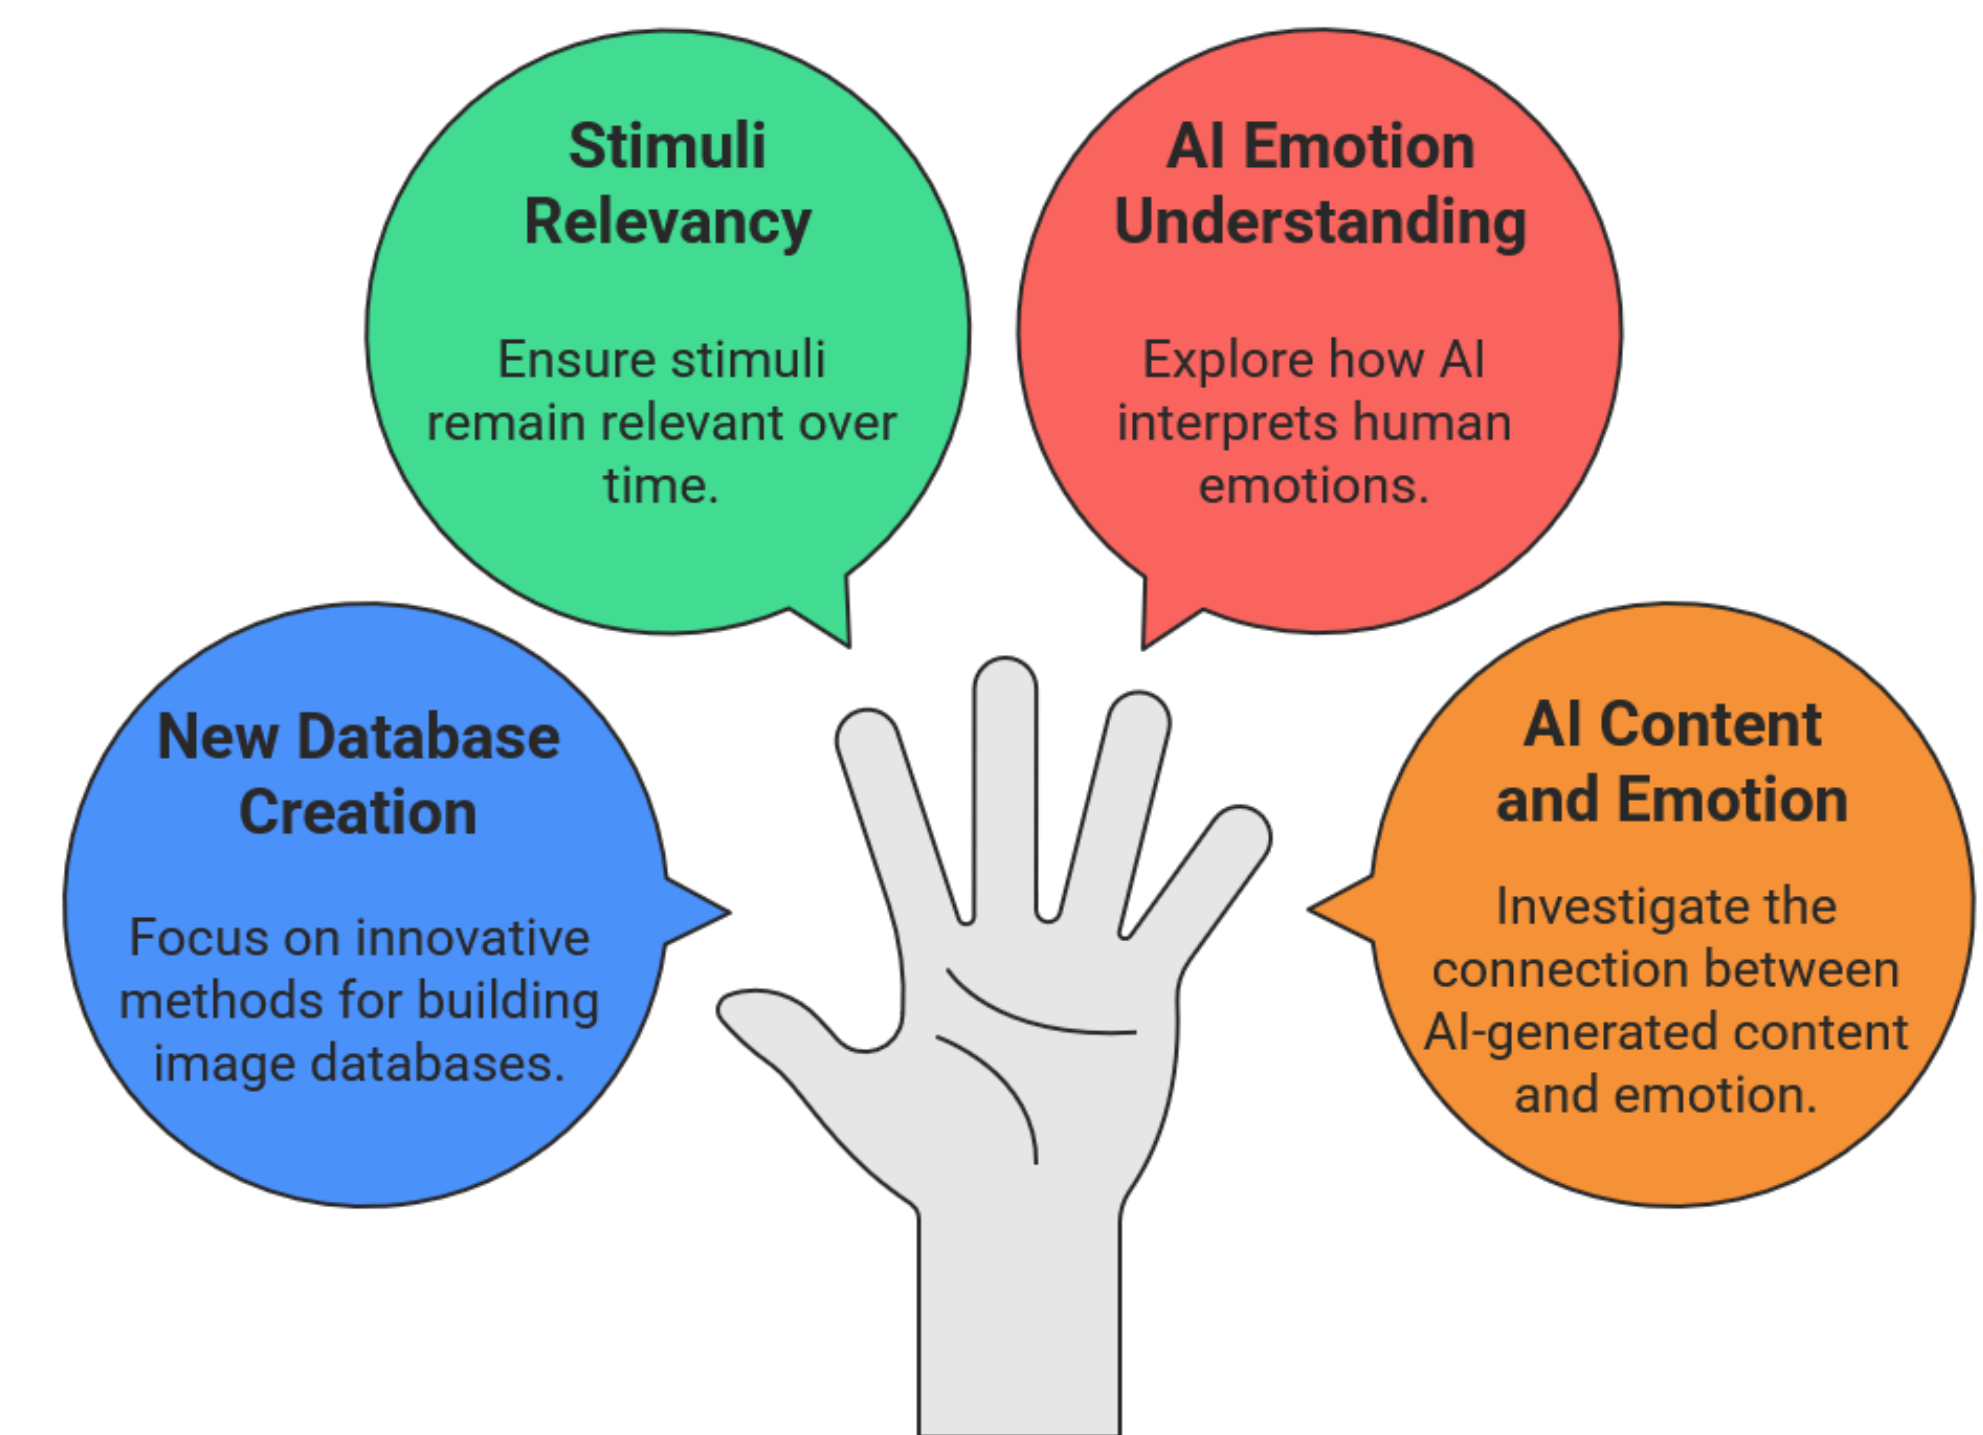 Stimuli
Relevancy
Ensure stimuli
remain relevant over
time.
AI Emotion
Understanding
Explore how AI
interprets human
emotions.
New Database
Creation
Focus on innovative
methods for building
image databases.
AI Content
and Emotion
Investigate the
connection between
AI-generated content
and emotion.